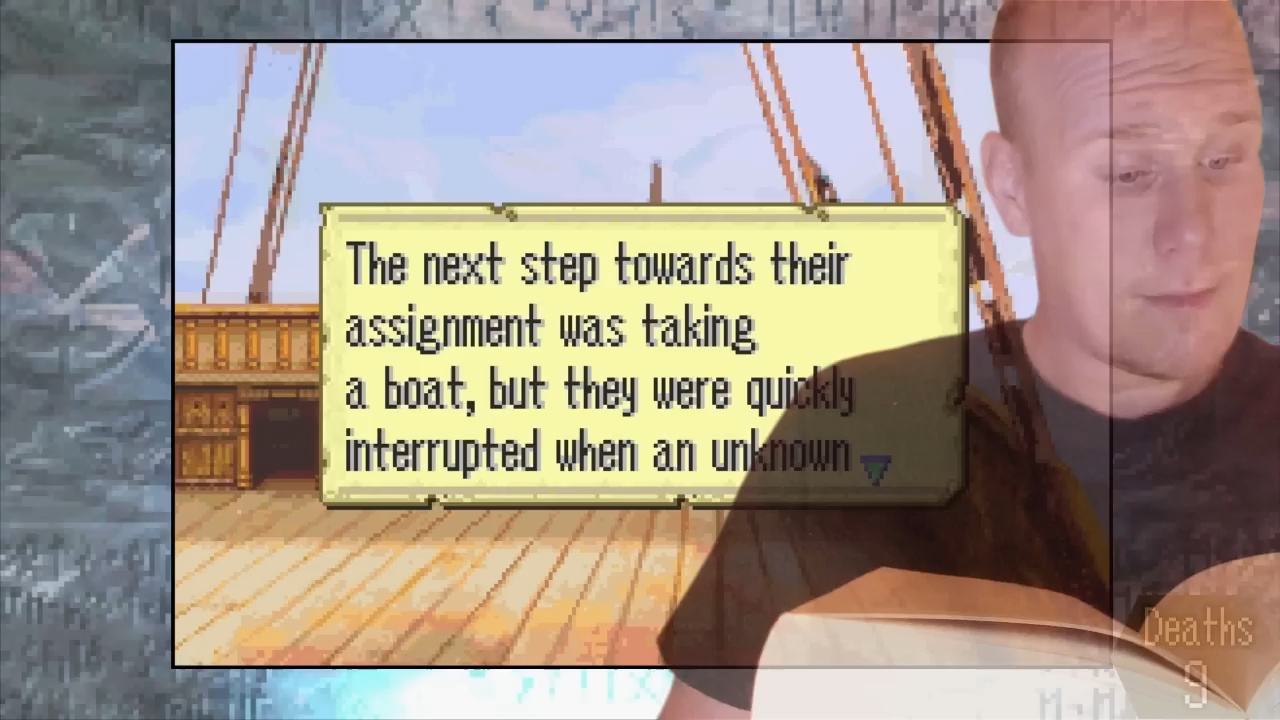 The next step towards their
assignment was taking
a boat, but they were quickly
interrupted when an unknown
Deaths
9